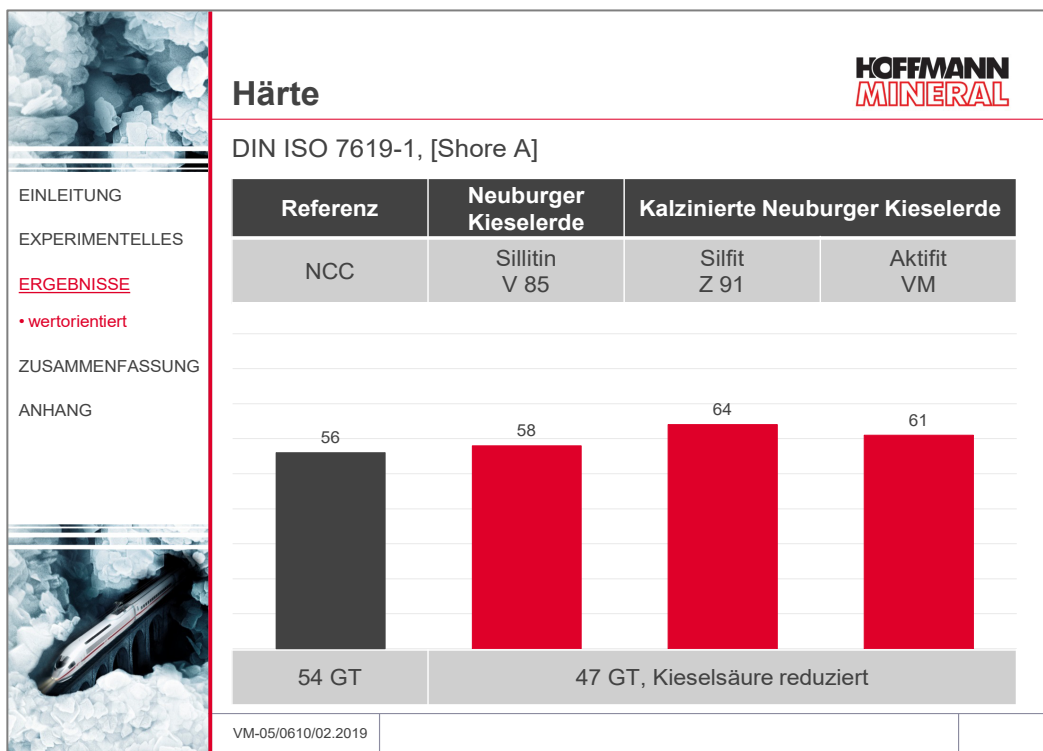 HOFFMANN
MINERAL
Härte
DIN ISO 7619-1, [Shore A]
EINLEITUNG
EXPERIMENTELLES
ERGEBNISSE
• wertorientiert
ZUSAMMENFASSUNG
ANHANG
Referenz
Neuburger
Kieselerde
Kalzinierte Neuburger Kieselerde
NCC
Sillitin
V 85
Silfit
Z 91
Aktifit
VM
56
58
64
61
54 GT
47 GT, Kieselsäure reduziert
VM-05/0610/02.2019